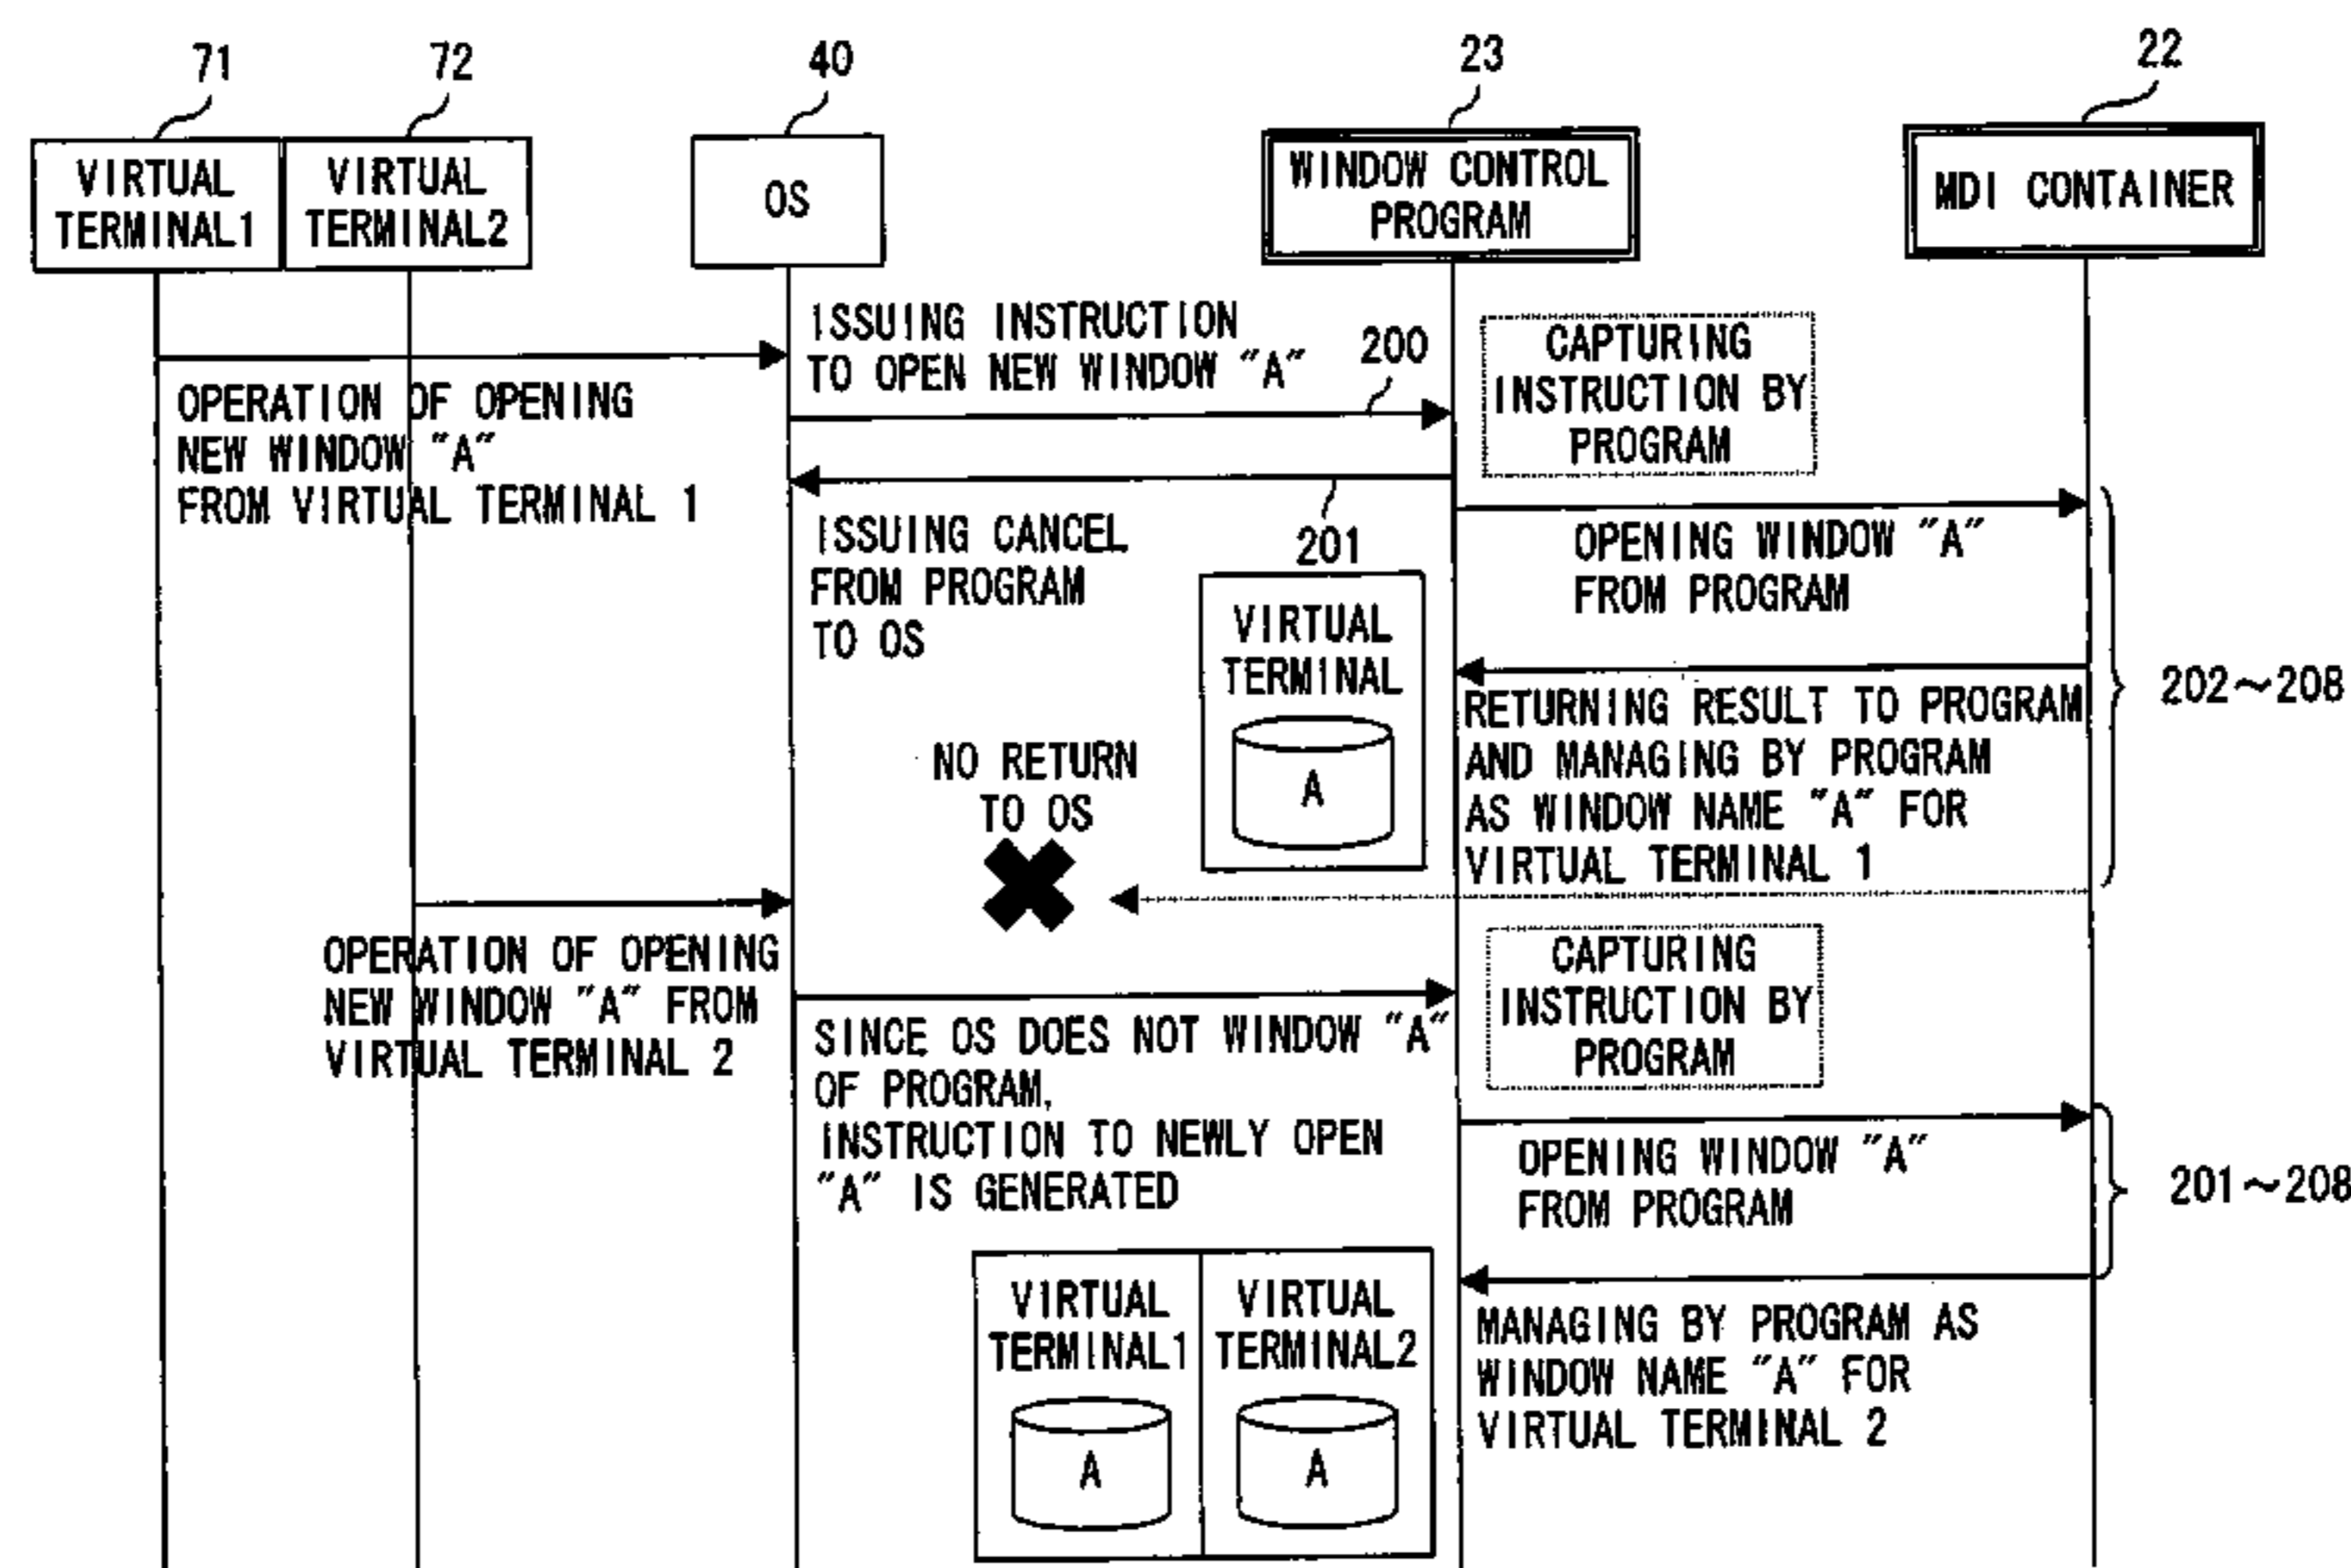 71
72
40
23
22
VIRTUAL
TERMINAL1
VIRTUAL
TERMINAL2
OS
WINDOW CONTROL
PROGRAM
MDI CONTAINER
ISSUING INSTRUCTION
TO OPEN NEW WINDOW "A"
200
CAPTURING
INSTRUCTION BY
PROGRAM
OPERATION OF OPENING
NEW WINDOW "A"
FROM VIRTUAL TERMINAL 1
ISSUING CANCEL
FROM PROGRAM
TO OS
201
OPENING WINDOW "A"
FROM PROGRAM
VIRTUAL
TERMINAL
A
202~208
RETURNING RESULT TO PROGRAM
AND MANAGING BY PROGRAM
AS WINDOW NAME "A" FOR
VIRTUAL TERMINAL 1
NO RETURN
TO OS
OPERATION OF OPENING
NEW WINDOW "A" FROM
VIRTUAL TERMINAL 2
CAPTURING
INSTRUCTION BY
PROGRAM
SINCE OS DOES NOT WINDOW "A"
OF PROGRAM,
INSTRUCTION TO NEWLY OPEN
"A" IS GENERATED
OPENING WINDOW "A"
FROM PROGRAM
201~208
VIRTUAL
TERMINAL1
A
VIRTUAL
TERMINAL2
A
MANAGING BY PROGRAM AS
WINDOW NAME "A" FOR
VIRTUAL TERMINAL 2